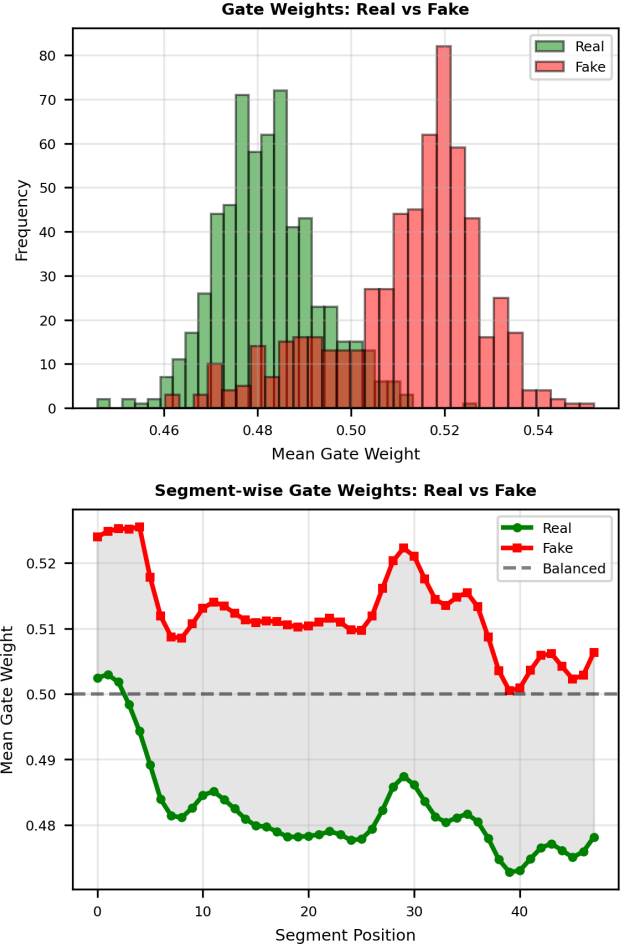 Gate Weights: Real vs Fake
Real
Fake
80
70
60
50
40
30
20
10
0
Frequency
0.46 0.48 0.50 0.52 0.54
Mean Gate Weight
Segment-wise Gate Weights: Real vs Fake
Real
Fake
Balanced
0.52
0.51
0.50
0.49
0.48
Mean Gate Weight
0 10 20 30 40
Segment Position